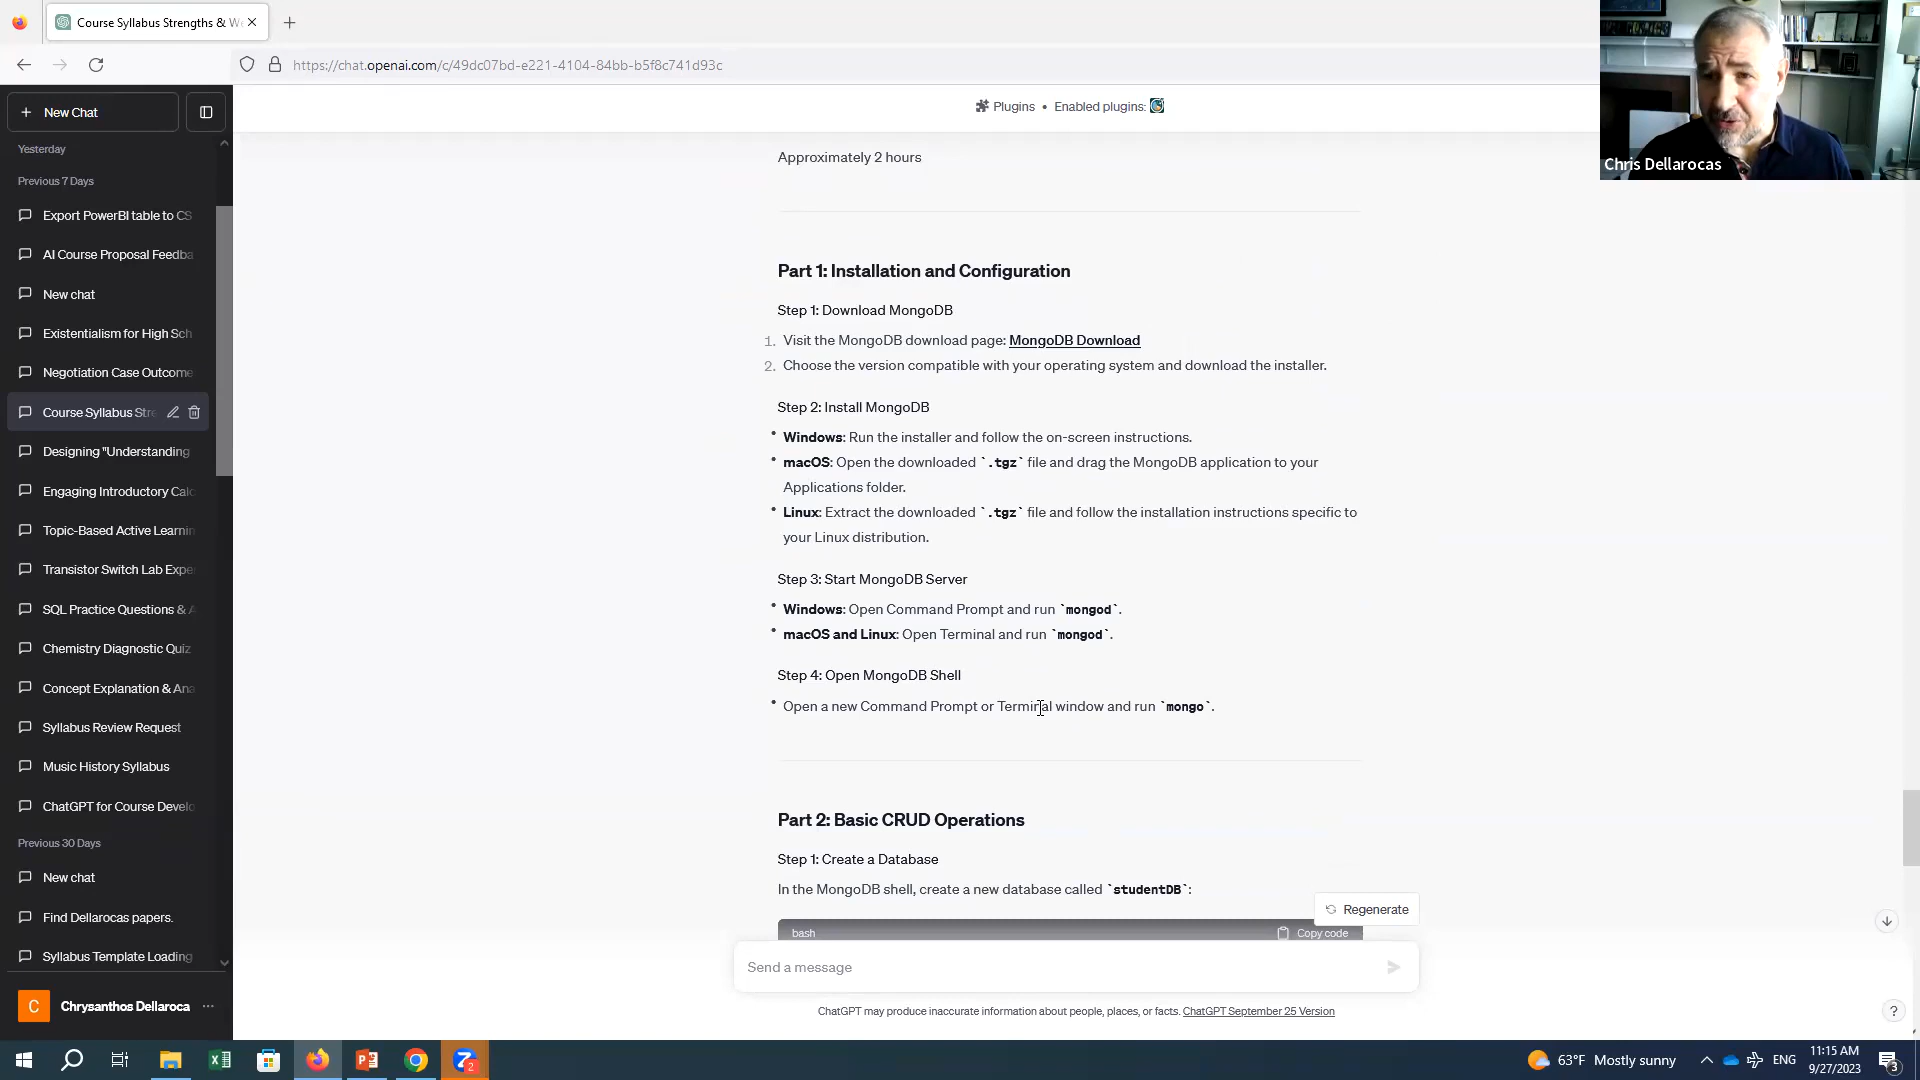 Course Syllabus Strengths & We
https://chat.openai.com/c/49dc07bd-e221-4104-84bb-b5f8c741d93c
New Chat
Plugins • Enabled plugins:
Chris Dellarocas
Yesterday
Previous 7 Days
Export PowerBI table to CS
AI Course Proposal Feedba
New chat
Existentialism for High Sch
Negotiation Case Outcome
Course Syllabus Stre
Designing "Understanding
Engaging Introductory Calc
Topic-Based Active Learnin
Transistor Switch Lab Expe
SQL Practice Questions & A
Chemistry Diagnostic Quiz
Concept Explanation & Ana
Syllabus Review Request
Music History Syllabus
ChatGPT for Course Develo
Previous 30 Days
New chat
Find Dellarocas papers.
Syllabus Template Loading
C Chrysanthos Dellaroca ...
Approximately 2 hours
Part 1: Installation and Configuration
Step 1: Download MongoDB
1. Visit the MongoDB download page: MongoDB Download
2. Choose the version compatible with your operating system and download the installer.
Step 2: Install MongoDB
• Windows: Run the installer and follow the on-screen instructions.
• macOS: Open the downloaded `.tgz` file and drag the MongoDB application to your
Applications folder.
• Linux: Extract the downloaded `.tgz` file and follow the installation instructions specific to
your Linux distribution.
Step 3: Start MongoDB Server
• Windows: Open Command Prompt and run `mongod`.
• macOS and Linux: Open Terminal and run `mongod`.
Step 4: Open MongoDB Shell
• Open a new Command Prompt or Terminal window and run `mongo`.
Part 2: Basic CRUD Operations
Step 1: Create a Database
In the MongoDB shell, create a new database called `studentDB`:
Regenerate
bash Copy code
Send a message
ChatGPT may produce inaccurate information about people, places, or facts. ChatGPT September 25 Version
?
2
63°F Mostly sunny
ENG
11:15 AM
9/27/2023
3